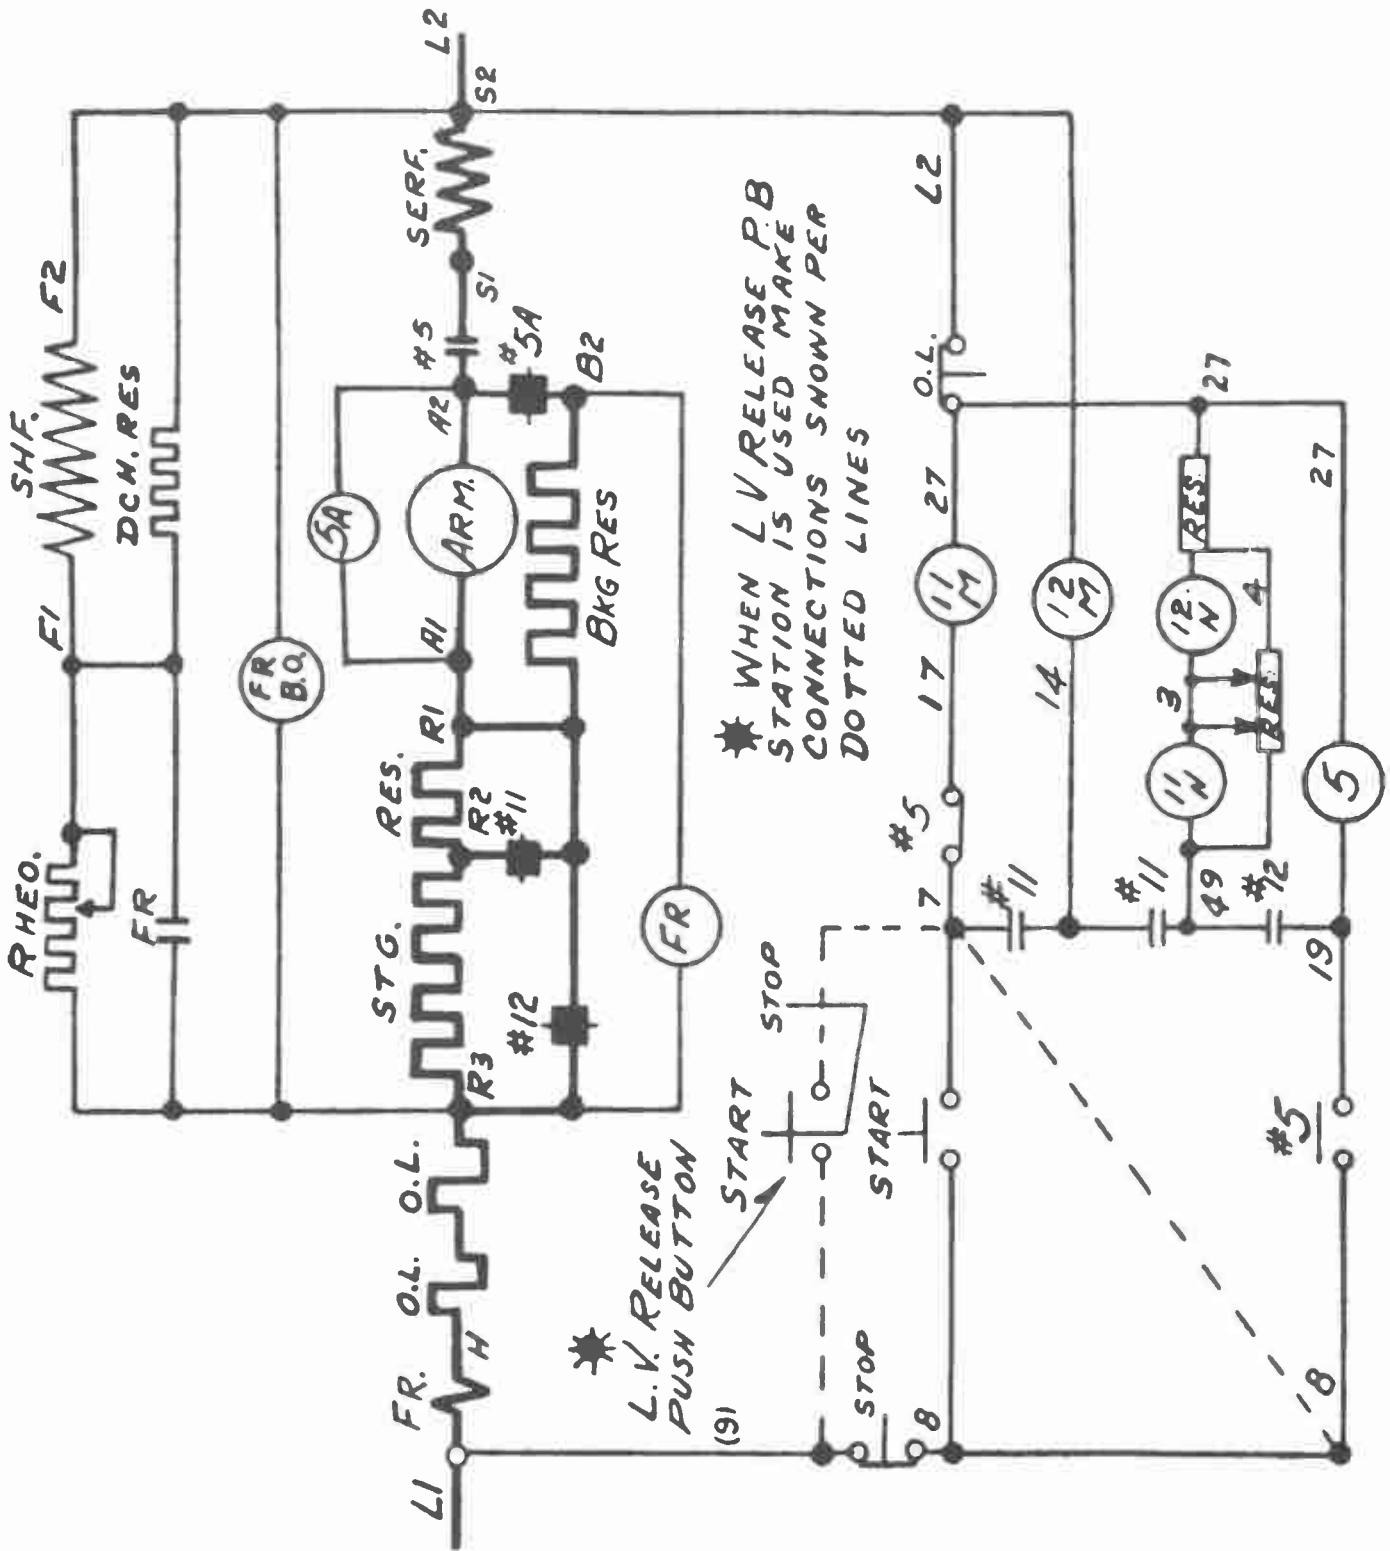 RHEO.
F1
SHF.
F2
FR
DCH. RES
FR
B.O.
5A
L1
FR.
H
O.L.
O.L.
R3
STG.
RES.
R2
#11
R1
A1
ARM.
A2
#5
S1
SERF.
S2
L2
#12
BKG RES
#5A
B2
FR
✷
L.V. RELEASE
PUSH BUTTON
(9)
START
STOP
✷ WHEN L V RELEASE P.B
STATION IS USED MAKE
CONNECTIONS SHOWN PER
DOTTED LINES
STOP
8
START
7
#5
17
11
M
27
O.L.
L2
#11
14
12
M
#11
49
11
N
3
12
N
RES.
27
RES.
4
#12
18
#5
19
5
27